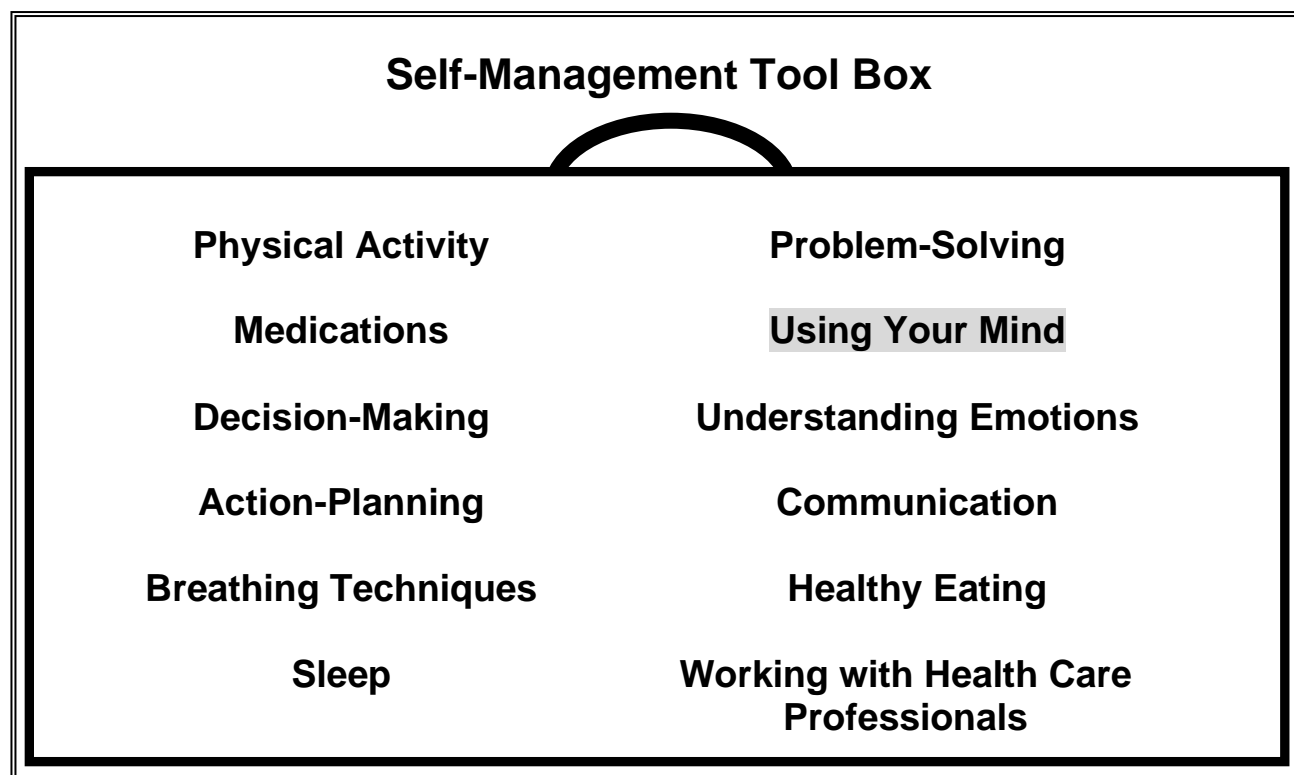 Self-Management Tool Box
Physical Activity
Problem-Solving
Medications
Using Your Mind
Decision-Making
Understanding Emotions
Action-Planning
Communication
Breathing Techniques
Healthy Eating
Sleep
Working with Health Care
Professionals